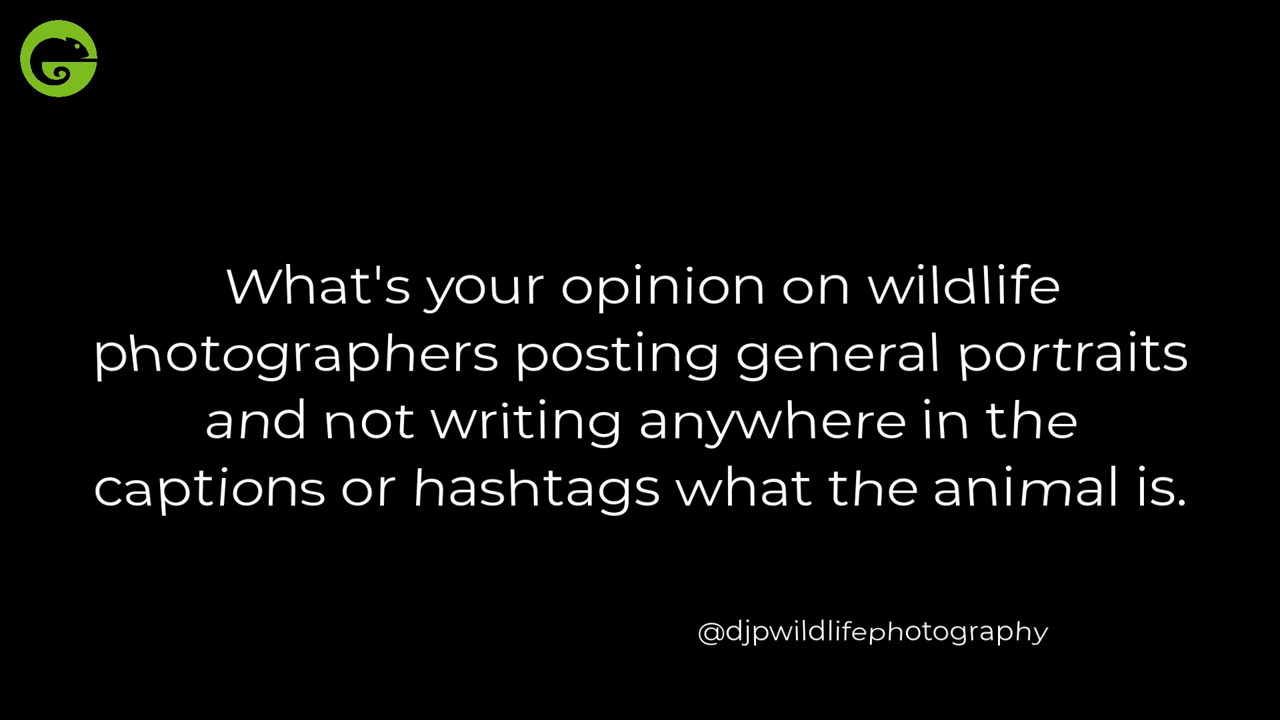 What's your opinion on wildlife
photographers posting general portraits
and not writing anywhere in the
captions or hashtags what the animal is.
@djpwildlifephotography